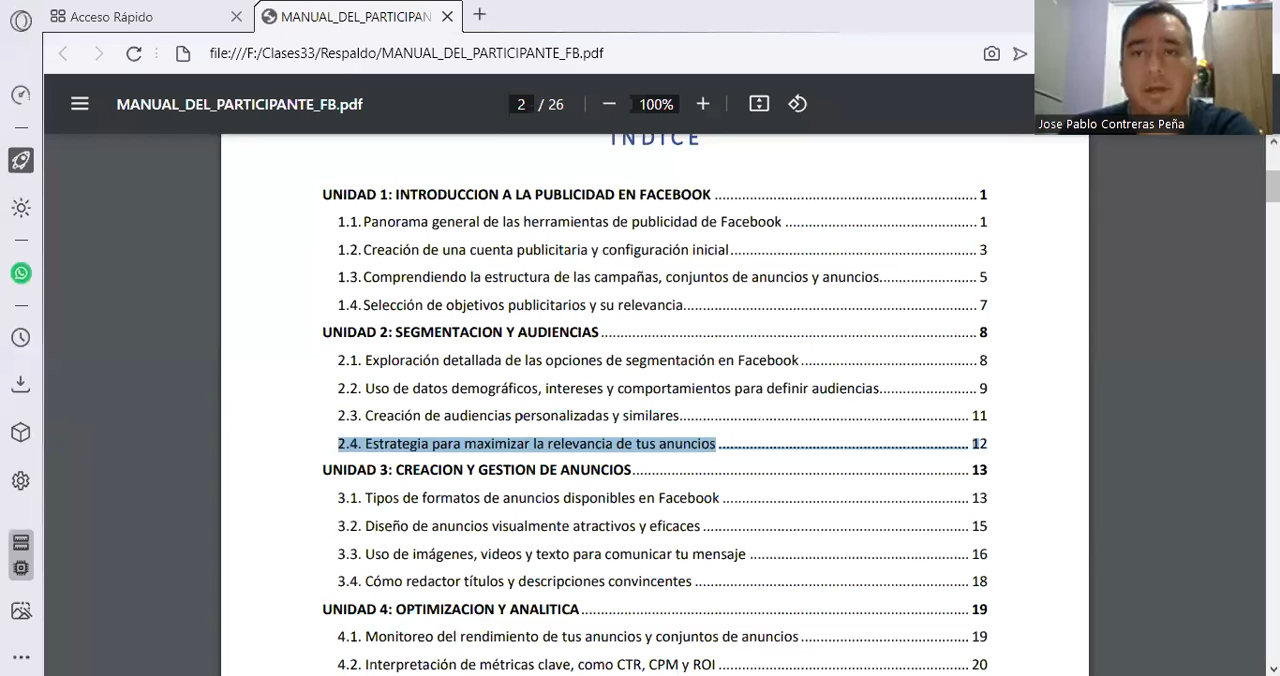 Acceso Rápido
MANUAL_DEL_PARTICIPAN
file:///F:/Clases33/Respaldo/MANUAL_DEL_PARTICIPANTE_FB.pdf
MANUAL_DEL_PARTICIPANTE_FB.pdf
2 / 26
100%
Jose Pablo Contreras Peña
INDICE
UNIDAD 1: INTRODUCCION A LA PUBLICIDAD EN FACEBOOK 1
1.1. Panorama general de las herramientas de publicidad de Facebook 1
1.2. Creación de una cuenta publicitaria y configuración inicial 3
1.3. Comprendiendo la estructura de las campañas, conjuntos de anuncios y anuncios 5
1.4. Selección de objetivos publicitarios y su relevancia 7
UNIDAD 2: SEGMENTACION Y AUDIENCIAS 8
2.1. Exploración detallada de las opciones de segmentación en Facebook 8
2.2. Uso de datos demográficos, intereses y comportamientos para definir audiencias 9
2.3. Creación de audiencias personalizadas y similares 11
2.4. Estrategia para maximizar la relevancia de tus anuncios 12
UNIDAD 3: CREACION Y GESTION DE ANUNCIOS 13
3.1. Tipos de formatos de anuncios disponibles en Facebook 13
3.2. Diseño de anuncios visualmente atractivos y eficaces 15
3.3. Uso de imágenes, videos y texto para comunicar tu mensaje 16
3.4. Cómo redactar títulos y descripciones convincentes 18
UNIDAD 4: OPTIMIZACION Y ANALITICA 19
4.1. Monitoreo del rendimiento de tus anuncios y conjuntos de anuncios 19
4.2. Interpretación de métricas clave, como CTR, CPM y ROI 20